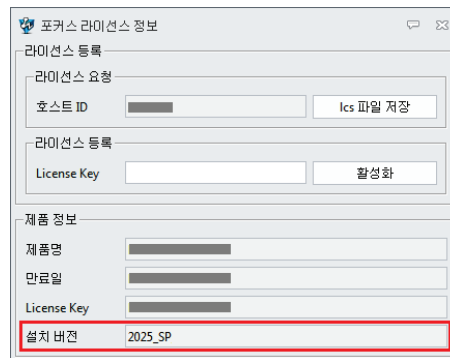 포커스 라이선스 정보
라이선스 등록
라이선스 요청
호스트 ID
lcs 파일 저장
라이선스 등록
License Key
활성화
제품 정보
제품명
만료일
License Key
설치 버전 2025_SP